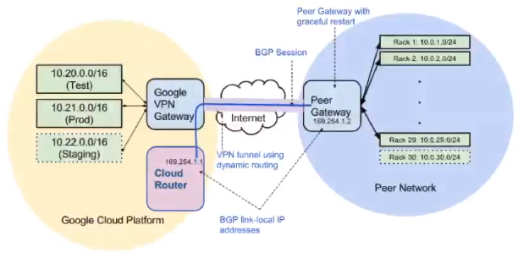 Peer Gateway with
graceful restart
BGP Session
10.20.0.0/16
(Test)
10.21.0.0/16
(Prod)
10.22.0.0/16
(Staging)
Google
VPN
Gateway
Internet
Peer
Gateway
169.254.1.2
Rack 1: 10.0.1.0/24
Rack 2: 10.0.2.0/24
Rack 29: 10.0.29.0/24
Rack 30: 10.0.30.0/24
169.254.1.1
Cloud
Router
VPN tunnel using
dynamic routing
BGP link-local IP
addresses
Google Cloud Platform
Peer Network